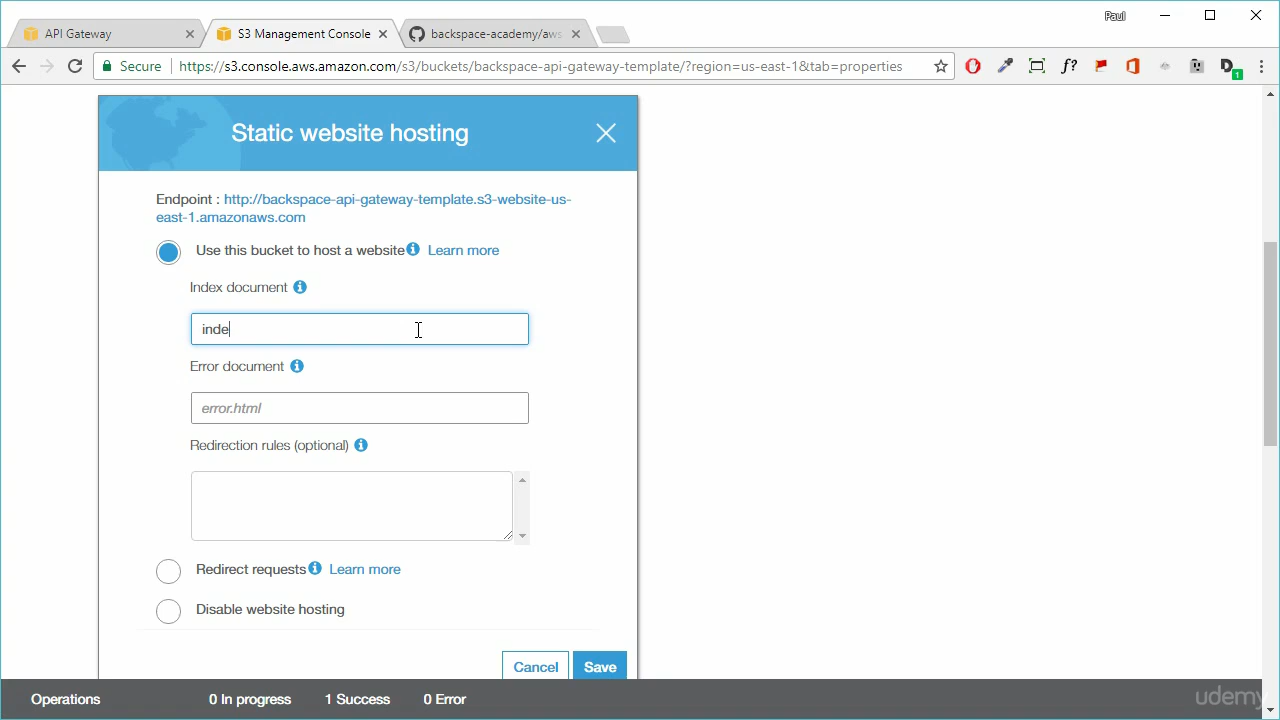 Paul
API Gateway
S3 Management Console
backspace-academy/aws
Secure
https://s3.console.aws.amazon.com/s3/buckets/backspace-api-gateway-template/?region=us-east-1&tab=properties
f?
D
1
Static website hosting
Endpoint : http://backspace-api-gateway-template.s3-website-us-
east-1.amazonaws.com
Use this bucket to host a website Learn more
Index document
inde
Error document
error.html
Redirection rules (optional)
Redirect requests Learn more
Disable website hosting
Cancel Save
Operations 0 In progress 1 Success 0 Error
udemy